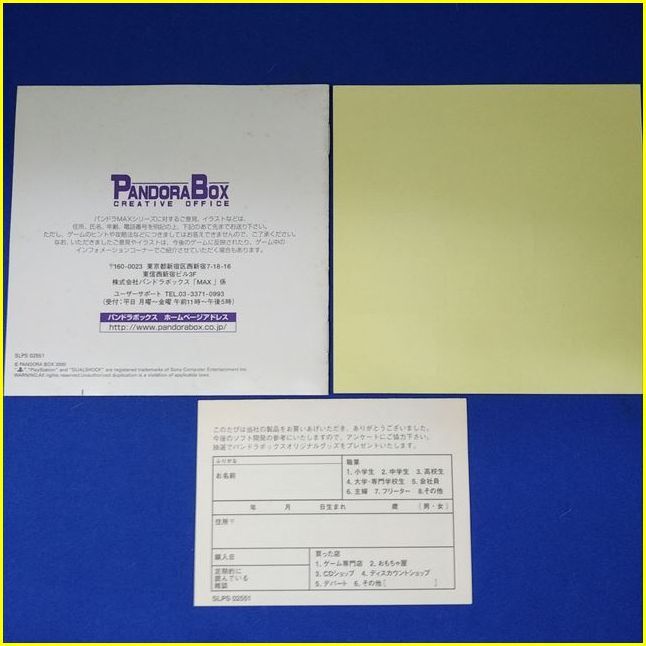 PANDORABOX
CREATIVE OFFICE
パンドラMAXシリーズに対するご意見、イラストなどは、
住所、氏名、年齢、電話番号を明記の上、下記のあて先までお送り下さい。
ただし、ゲームのヒントや攻略法などにつきましてはお答えできませんので、ご了承ください。
なお、いただきましたご意見やイラストは、今後のゲームに反映されたり、ゲーム中の
インフォメーションコーナーでご紹介させていただく場合もあります。
〒160-0023 東京都新宿区西新宿7-18-16
東信西新宿ビル3F
株式会社パンドラボックス「MAX」係
ユーザーサポート TEL.03-3371-0993
(受付:平日 月曜～金曜 午前11時～午後5時)
パンドラボックス ホームページアドレス
http://www.pandorabox.co.jp/
SLPS 02551
© PANDORA BOX 2000
"PlayStation" and "DUALSHOCK" are registered trademarks of Sony Computer Entertainment Inc.
WARNING:All rights reserved.Unauthorized duplication is a violation of applicable laws.
このたびは当社の製品をお買いあげいただき、ありがとうございました。
今後のソフト開発の参考にいたしますので、アンケートにご協力下さい。
抽選でパンドラボックスオリジナルグッズをプレゼントいたします。
ふりがな
お名前
職業
1. 小学生 2. 中学生 3. 高校生
4. 大学・専門学校生 5. 会社員
6. 主婦 7. フリーター 8. その他
年 月 日生まれ 歳 (男・女)
住所〒
購入日
定期的に
読んでいる
雑誌
買った店
1. ゲーム専門店 2. おもちゃ屋
3. CDショップ 4. ディスカウントショップ
5. デパート 6. その他[ ]
SLPS 02551